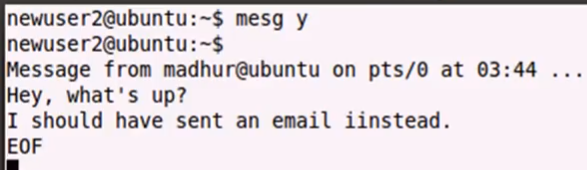 newuser2@ubuntu:~$ mesg y
newuser2@ubuntu:~$
Message from madhur@ubuntu on pts/0 at 03:44 ...
Hey, what's up?
I should have sent an email iinstead.
EOF